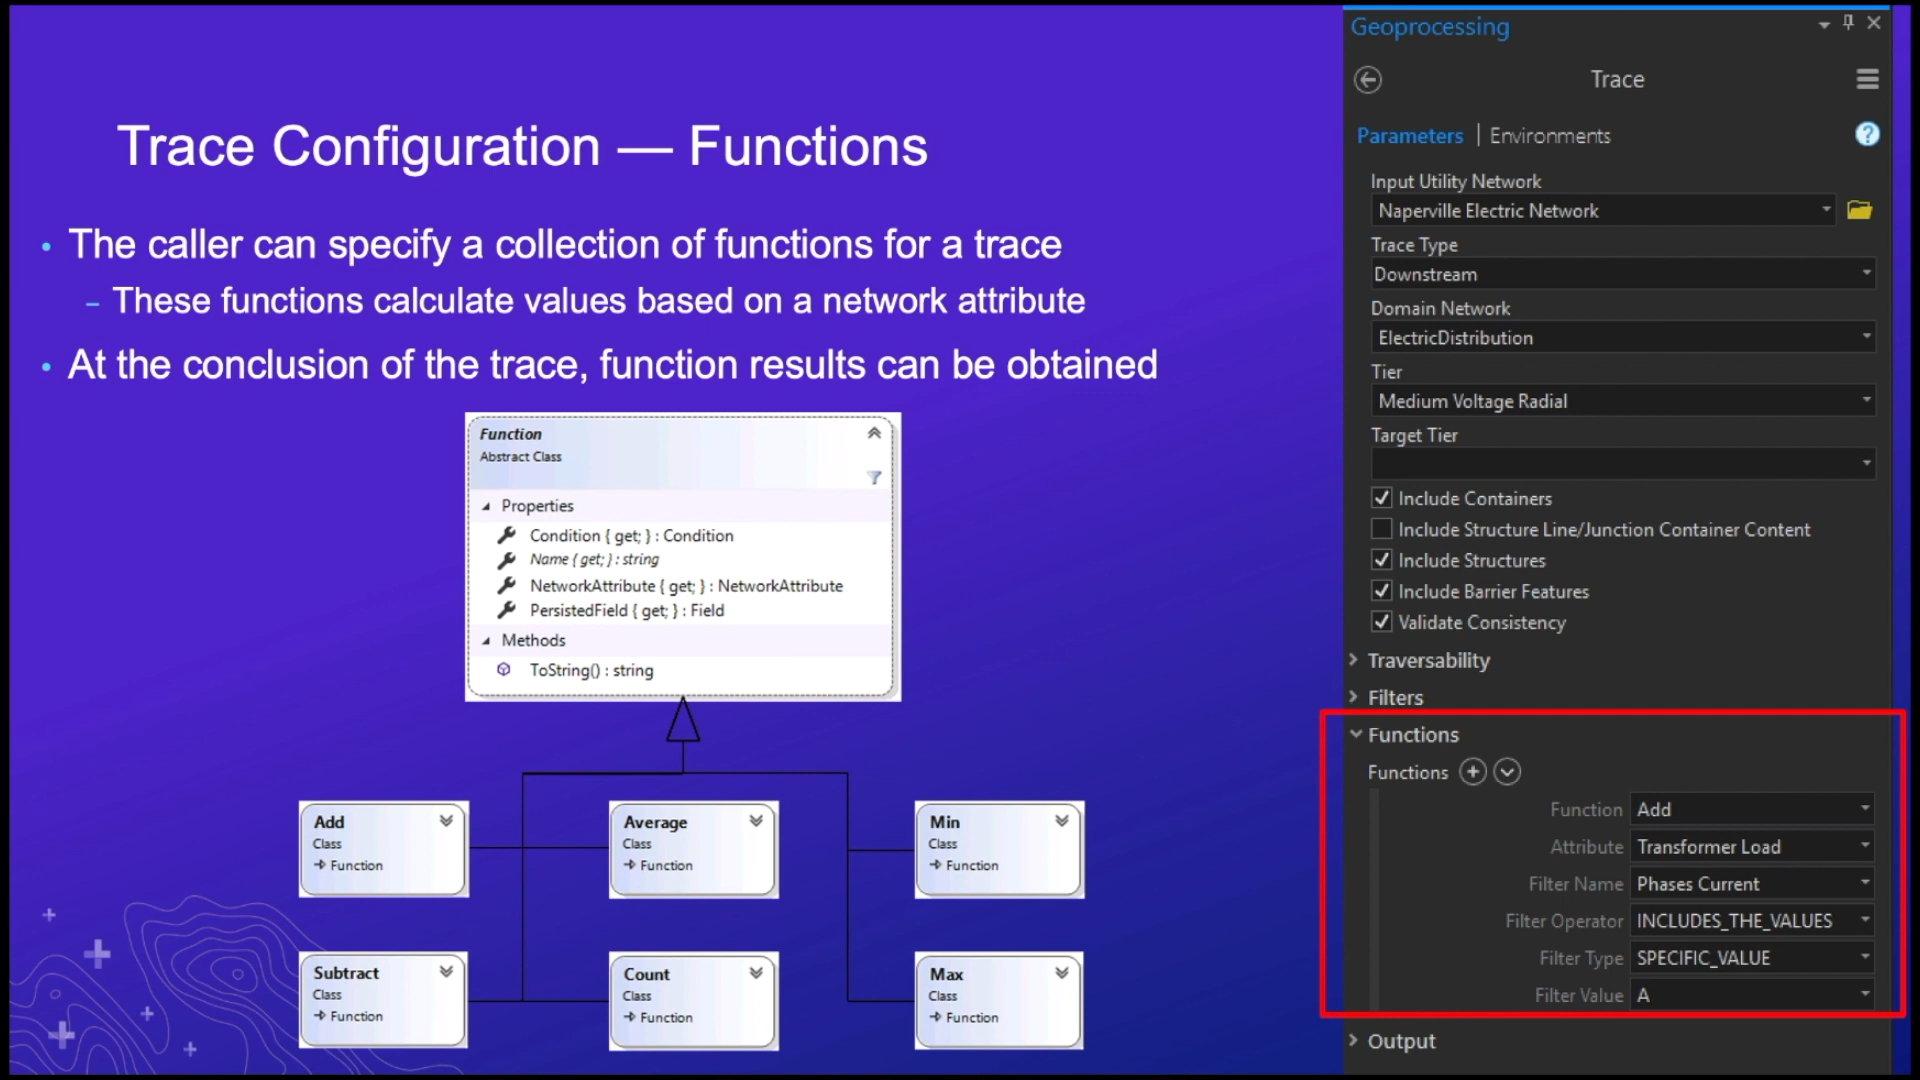 Trace Configuration — Functions
• The caller can specify a collection of functions for a trace
– These functions calculate values based on a network attribute
• At the conclusion of the trace, function results can be obtained
Function
Abstract Class
Properties
Condition { get; } : Condition
Name { get; } : string
NetworkAttribute { get; } : NetworkAttribute
PersistedField { get; } : Field
Methods
ToString() : string
Add
Class
Function
Average
Class
Function
Min
Class
Function
Subtract
Class
Function
Count
Class
Function
Max
Class
Function
Geoprocessing
Trace
Parameters | Environments
Input Utility Network
Naperville Electric Network
Trace Type
Downstream
Domain Network
ElectricDistribution
Tier
Medium Voltage Radial
Target Tier
Include Containers
Include Structure Line/Junction Container Content
Include Structures
Include Barrier Features
Validate Consistency
Traversability
Filters
Functions
Functions
Function Add
Attribute Transformer Load
Filter Name Phases Current
Filter Operator INCLUDES_THE_VALUES
Filter Type SPECIFIC_VALUE
Filter Value A
Output